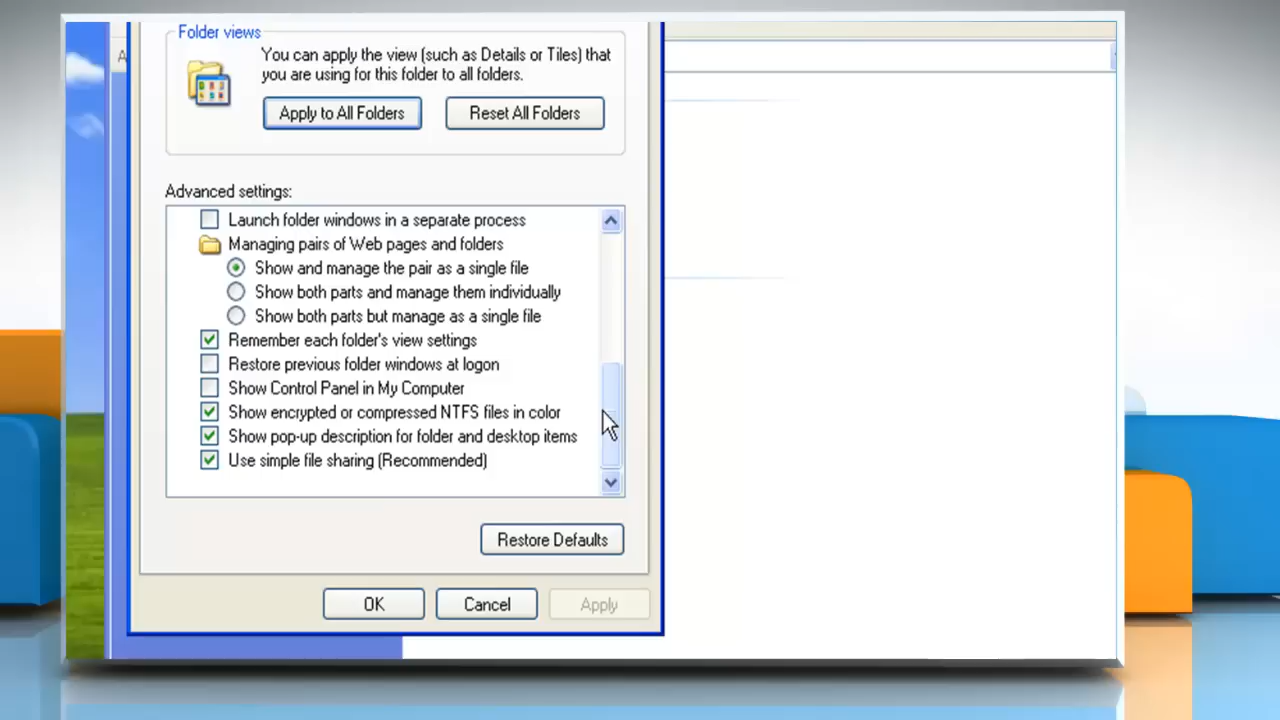 Folder views
You can apply the view (such as Details or Tiles) that
you are using for this folder to all folders.
Apply to All Folders
Reset All Folders
Advanced settings:
Launch folder windows in a separate process
Managing pairs of Web pages and folders
Show and manage the pair as a single file
Show both parts and manage them individually
Show both parts but manage as a single file
Remember each folder's view settings
Restore previous folder windows at logon
Show Control Panel in My Computer
Show encrypted or compressed NTFS files in color
Show pop-up description for folder and desktop items
Use simple file sharing (Recommended)
Restore Defaults
OK
Cancel
Apply